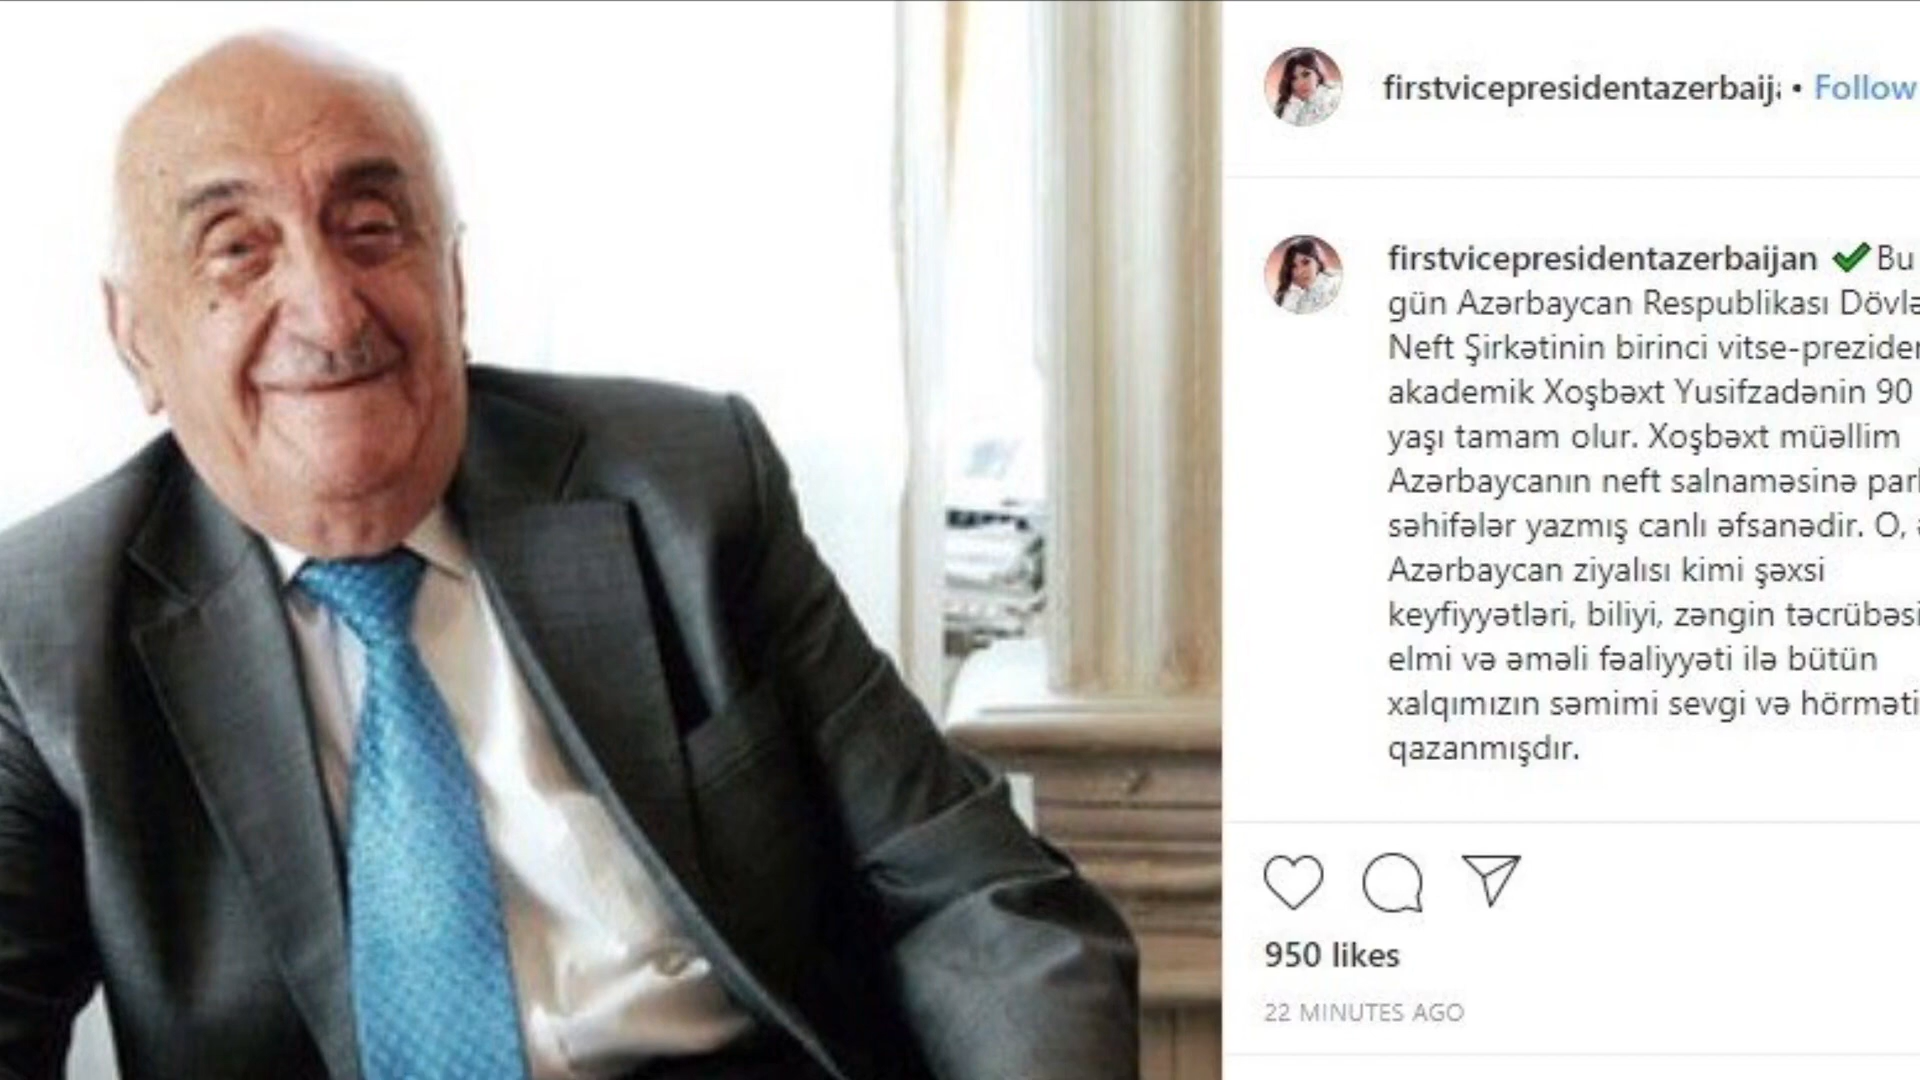 firstvicepresidentazerbaij • Follow
firstvicepresidentazerbaijan ✔Bu
gün Azərbaycan Respublikası
Neft Şirkətinin birinci
akademik Xoşbəxt Yusifzadənin 90
yaşı tamam olur. Xoşbəxt müəllim
Azərbaycanın neft salnaməsinə
səhifələr yazmış canlı əfsanədir. O,
Azərbaycan ziyalısı kimi şəxsi
keyfiyyətləri, biliyi, zəngin təcrübəsi
elmi və əməli fəaliyyəti ilə bütün
xalqımızın səmimi sevgi və hörməti
qazanmışdır.
950 likes
22 MINUTES AGO